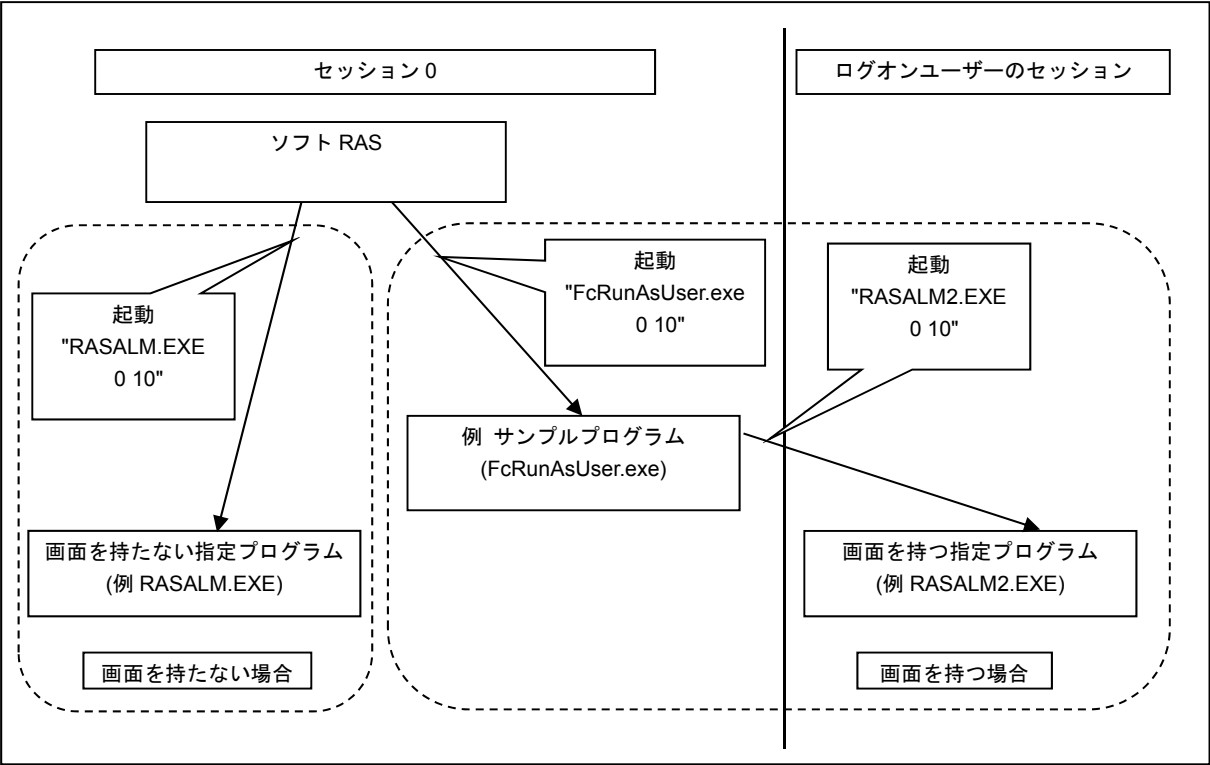 セッション 0
ログオンユーザーのセッション
ソフト RAS
起動
"RASALM.EXE
0 10"
起動
"FcRunAsUser.exe
0 10"
起動
"RASALM2.EXE
0 10"
例 サンプルプログラム
(FcRunAsUser.exe)
画面を持たない指定プログラム
(例 RASALM.EXE)
画面を持つ指定プログラム
(例 RASALM2.EXE)
画面を持たない場合
画面を持つ場合